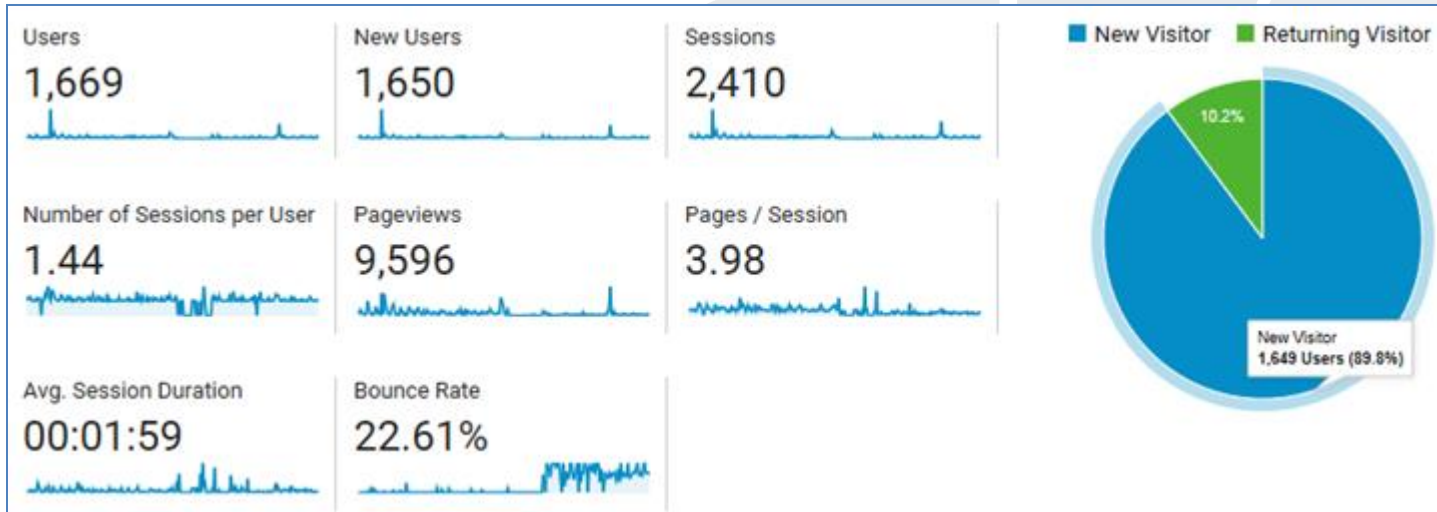 Users
1,669
New Users
1,650
Sessions
2,410
New Visitor
Returning Visitor
10.2%
Number of Sessions per User
1.44
Pageviews
9,596
Pages / Session
3.98
New Visitor
1,649 Users (89.8%)
Avg. Session Duration
00:01:59
Bounce Rate
22.61%